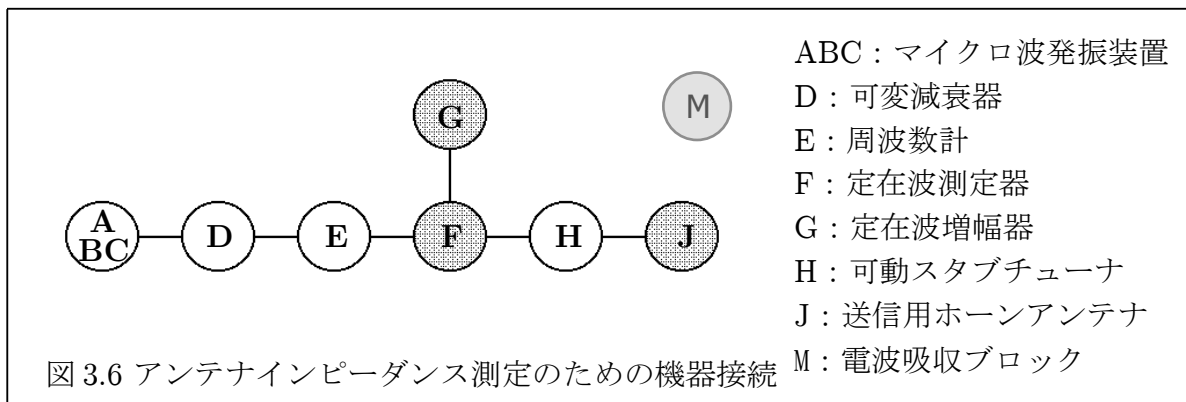 ABC：マイクロ波発振装置
D：可変減衰器
E：周波数計
F：定在波測定器
G：定在波増幅器
H：可動スタブチューナ
J：送信用ホーンアンテナ
M：電波吸収ブロック
G
M
A
BC
D
E
F
H
J
図 3.6 アンテナインピーダンス測定のための機器接続